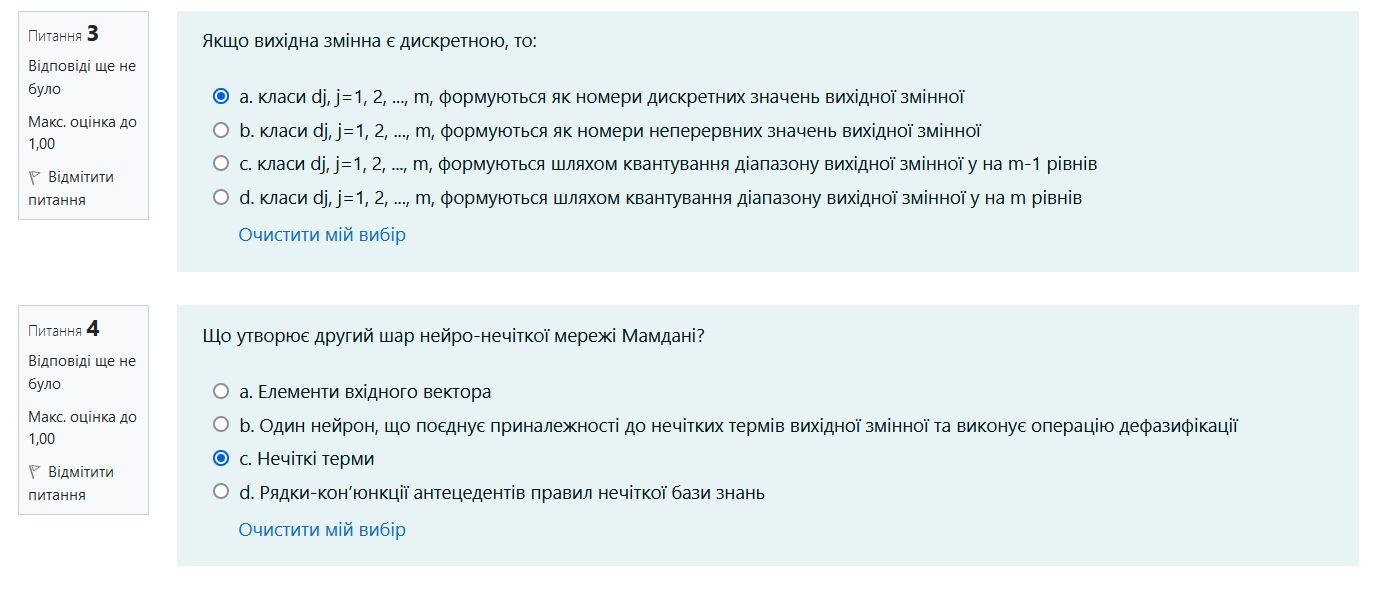 Питання 3
Відповіді ще не
було
Макс. оцінка до
1,00
Відмітити
питання
Якщо вихідна змінна є дискретною, то:
a. класи dj, j=1, 2, ..., m, формуються як номери дискретних значень вихідної змінної
b. класи dj, j=1, 2, ..., m, формуються як номери неперервних значень вихідної змінної
c. класи dj, j=1, 2, ..., m, формуються шляхом квантування діапазону вихідної змінної y на m-1 рівнів
d. класи dj, j=1, 2, ..., m, формуються шляхом квантування діапазону вихідної змінної y на m рівнів
Очистити мій вибір
Питання 4
Відповіді ще не
було
Макс. оцінка до
1,00
Відмітити
питання
Що утворює другий шар нейро-нечіткої мережі Мамдані?
a. Елементи вхідного вектора
b. Один нейрон, що поєднує приналежності до нечітких термів вихідної змінної та виконує операцію дефазифікації
c. Нечіткі терми
d. Рядки-кон’юнкції антецедентів правил нечіткої бази знань
Очистити мій вибір